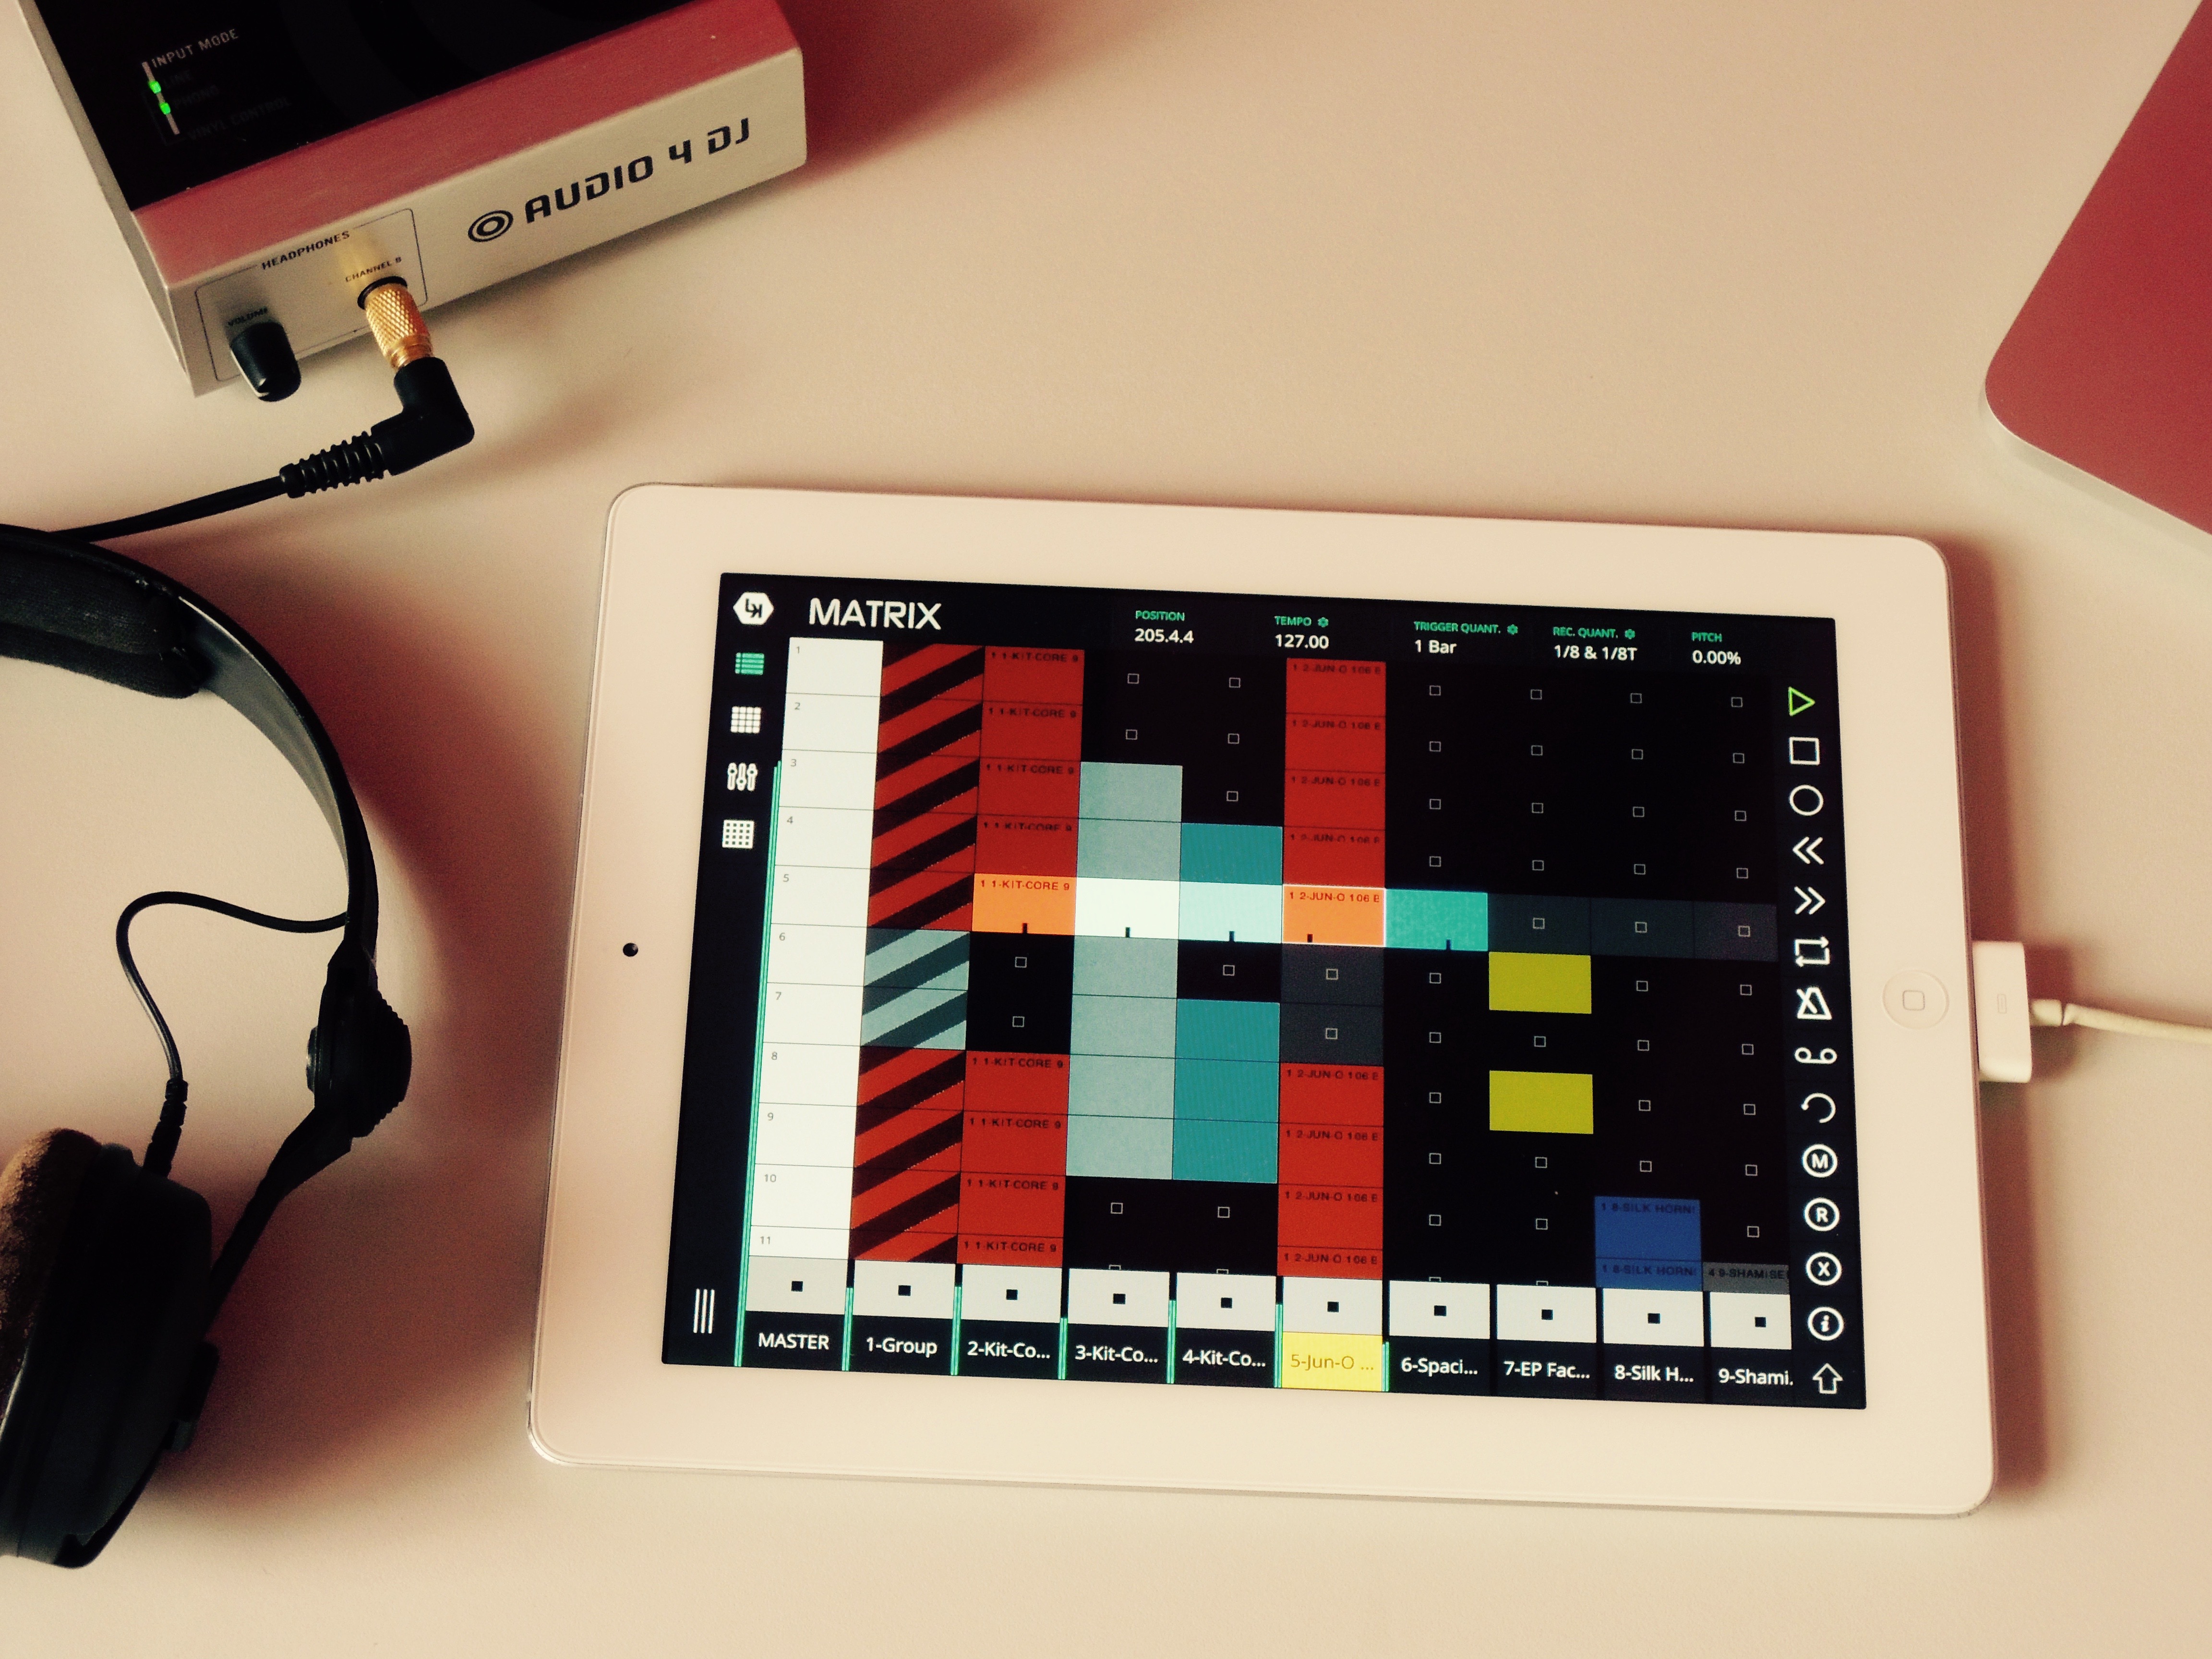 INPUT MODE
LINE
PHONO
VINYL CONTROL
AUDIO 4 DJ
HEADPHONES
VOLUME
CHANNEL B
LK
MATRIX
POSITION
205.4.4
TEMPO
127.00
TRIGGER QUANT.
1 Bar
REC. QUANT.
1/8 & 1/8T
PITCH
0.00%
1
1 1-KIT-CORE 9
1 2-JUN-O 106 B
2
1 1-KIT-CORE 9
1 2-JUN-O 106 B
3
1 1-KIT-CORE 9
1 2-JUN-O 106 B
4
1 1-KIT-CORE 9
1 2-JUN-O 106 B
5
1 1-KIT-CORE 9
1 2-JUN-O 106 B
6
7
8
1 1-KIT-CORE 9
1 2-JUN-O 106 B
9
1 1-KIT-CORE 9
1 2-JUN-O 106 B
10
1 1-KIT-CORE 9
1 2-JUN-O 106 B
1 8-SILK HORN
11
1 1-KIT-CORE 9
1 2-JUN-O 106 B
1 8-SILK HORN
4 9-SHAMISE
MASTER
1-Group
2-Kit-Co...
3-Kit-Co...
4-Kit-Co...
5-Jun-O ...
6-Spaci...
7-EP Fac...
8-Silk H...
9-Shami.
M
R
X
i